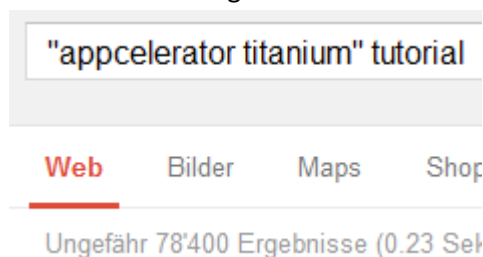 "appcelerator titanium" tutorial
Web Bilder Maps Shop
Ungefähr 78'400 Ergebnisse (0.23 Sek